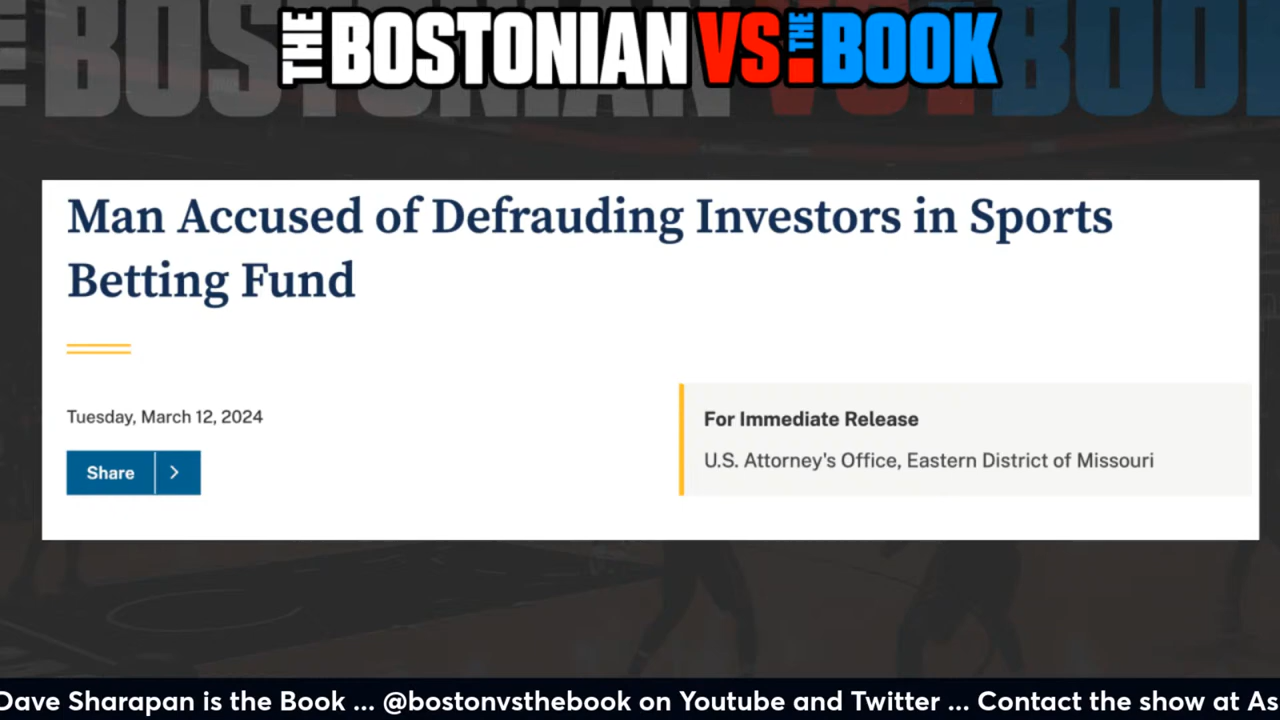 THE BOSTONIAN VS. THE BOOK
Man Accused of Defrauding Investors in Sports
Betting Fund
Tuesday, March 12, 2024
Share
For Immediate Release
U.S. Attorney's Office, Eastern District of Missouri
Dave Sharapan is the Book ... @bostonvsthebook on Youtube and Twitter ... Contact the show at As